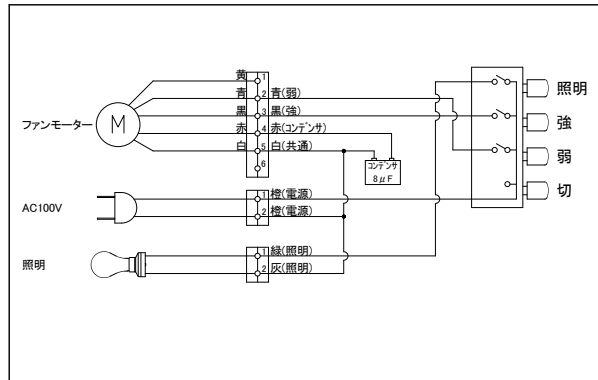 ファンモーター
M
黄 1
青 2 青(弱)
黒 3 黒(強)
赤 4 赤(コンデンサ)
白 5 白(共通)
6
コンデンサ
8μF
照明
強
弱
切
AC100V
1 橙(電源)
2 橙(電源)
照明
1 緑(照明)
2 灰(照明)